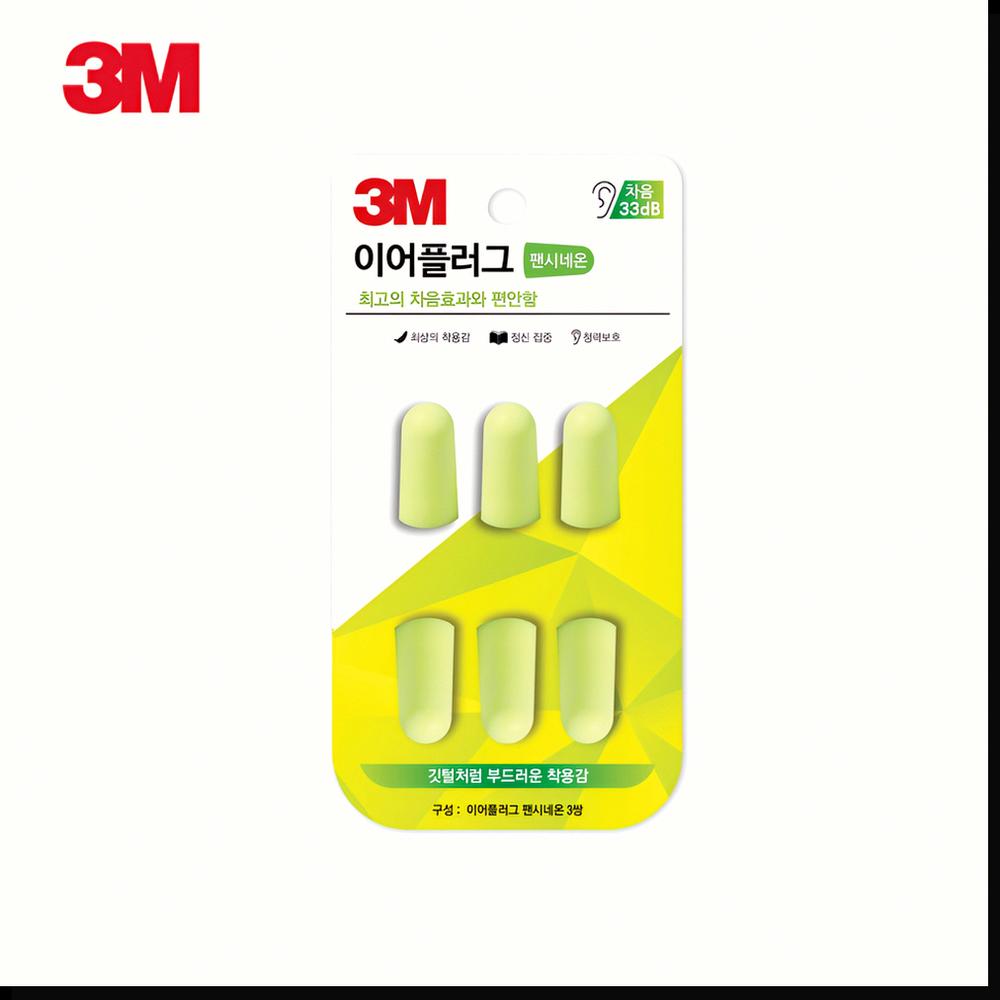 3M
3M
차음
33dB
이어플러그 팬시네온
최고의 차음효과와 편안함
최상의 착용감 정신 집중 청력보호
깃털처럼 부드러운 착용감
구성 : 이어플러그 팬시네온 3쌍